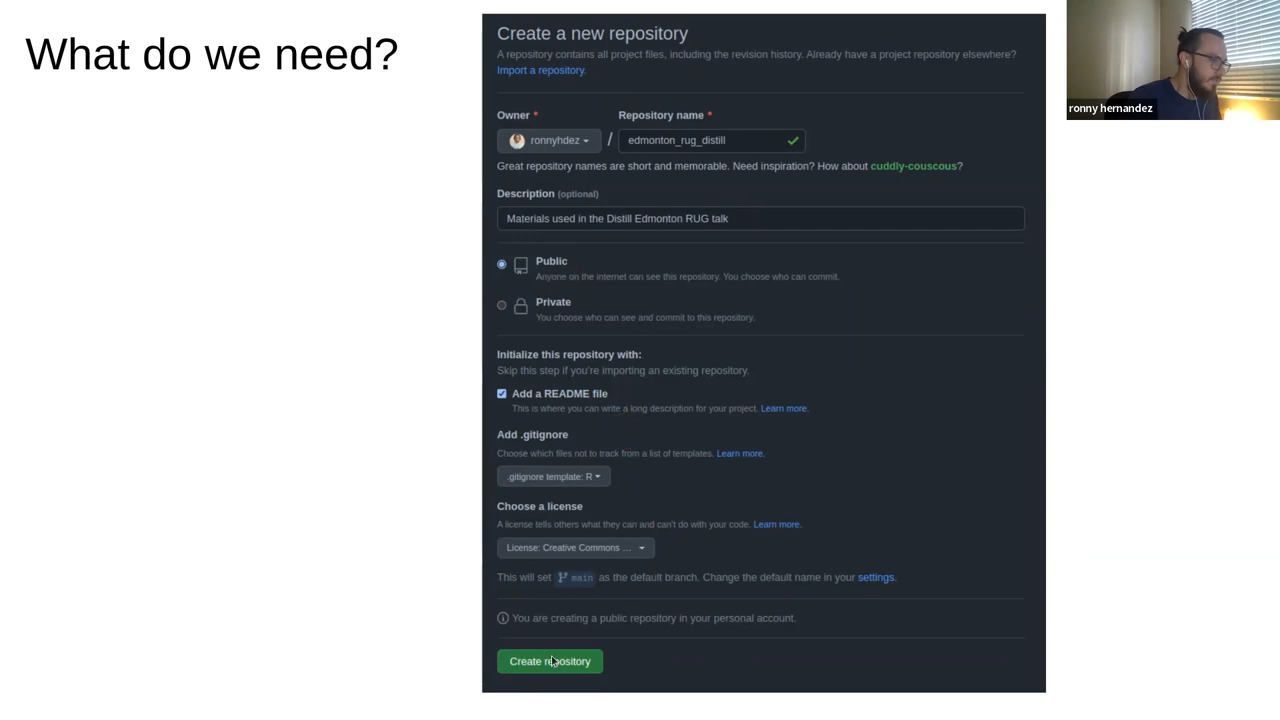 What do we need?
Create a new repository
A repository contains all project files, including the revision history. Already have a project repository elsewhere?
Import a repository.
Owner * Repository name *
ronnyhdez / edmonton_rug_distill
Great repository names are short and memorable. Need inspiration? How about cuddly-couscous?
Description (optional)
Materials used in the Distill Edmonton RUG talk
Public
Anyone on the internet can see this repository. You choose who can commit.
Private
You choose who can see and commit to this repository.
Initialize this repository with:
Skip this step if you're importing an existing repository.
Add a README file
This is where you can write a long description for your project. Learn more.
Add .gitignore
Choose which files not to track from a list of templates. Learn more.
.gitignore template: R
Choose a license
A license tells others what they can and can't do with your code. Learn more.
License: Creative Commons ...
This will set main as the default branch. Change the default name in your settings.
You are creating a public repository in your personal account.
Create repository
ronny hernandez